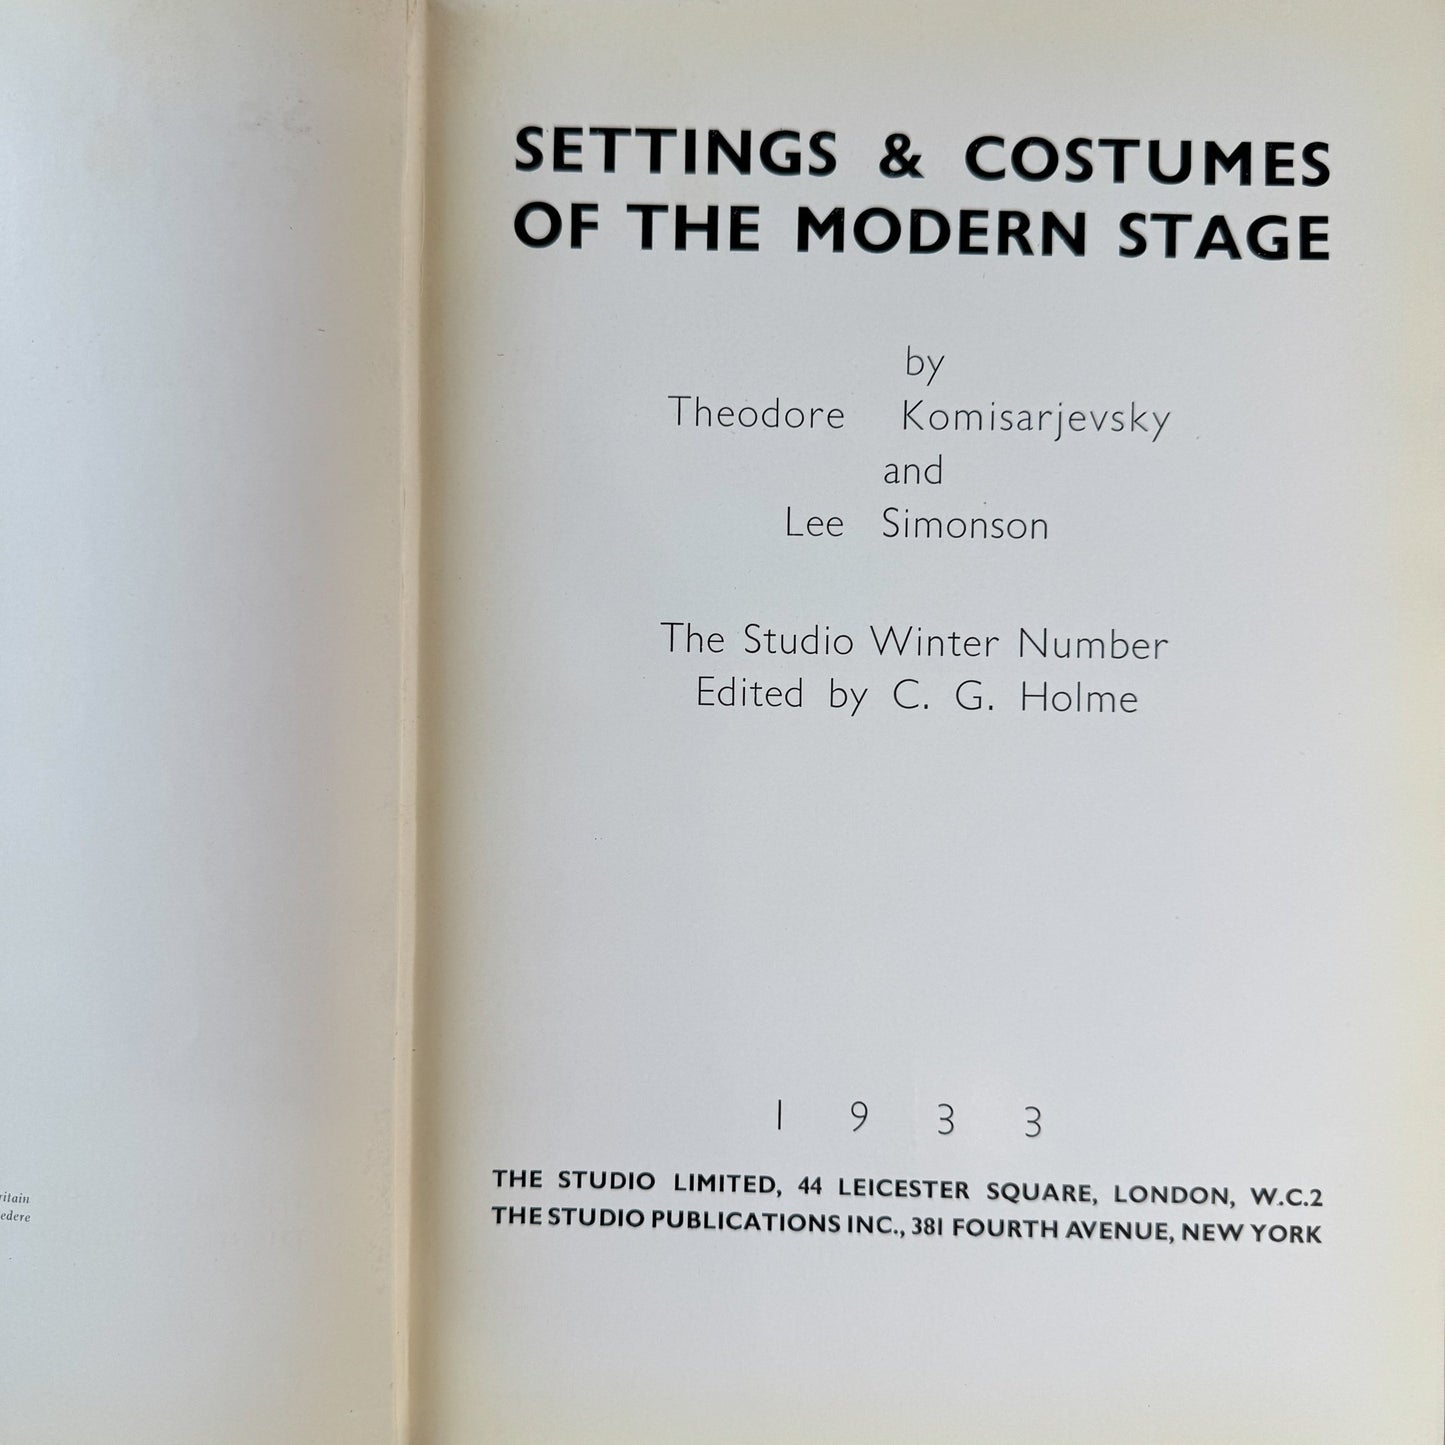 SETTINGS & COSTUMES
OF THE MODERN STAGE
by
Theodore Komisarjevsky
and
Lee Simonson
The Studio Winter Number
Edited by C. G. Holme
1 9 3 3
THE STUDIO LIMITED, 44 LEICESTER SQUARE, LONDON, W.C.2
THE STUDIO PUBLICATIONS INC., 381 FOURTH AVENUE, NEW YORK